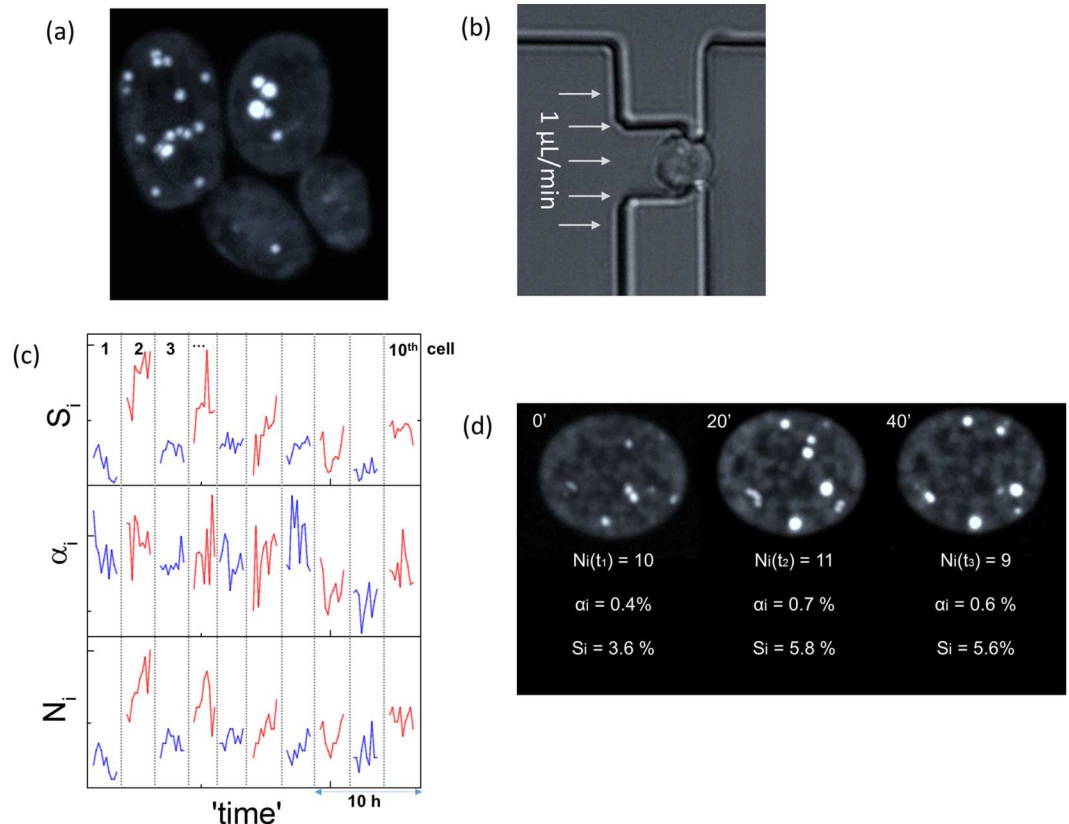 (a)
(b)
1 µL/min
(c)
1 2 3 ... 10th cell
Si
αi
Ni
10 h
'time'
(d)
0' 20' 40'
Ni(t1) = 10 Ni(t2) = 11 Ni(t3) = 9
αi = 0.4% αi = 0.7 % αi = 0.6 %
Si = 3.6 % Si = 5.8 % Si = 5.6%